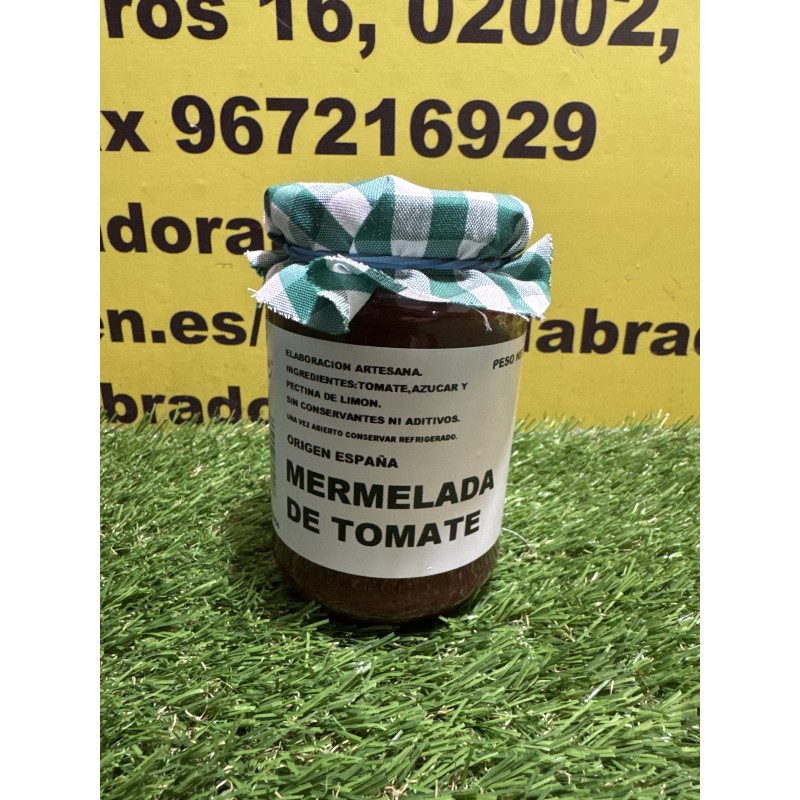 ros 16, 02002,
x 967216929
adora
en.es/ labrad
brado
ELABORACION ARTESANA.
INGREDIENTES:TOMATE,AZUCAR Y
PECTINA DE LIMON.
SIN CONSERVANTES NI ADITIVOS.
UNA VEZ ABIERTO CONSERVAR REFRIGERADO.
ORIGEN ESPAÑA
MERMELADA
DE TOMATE
PESO